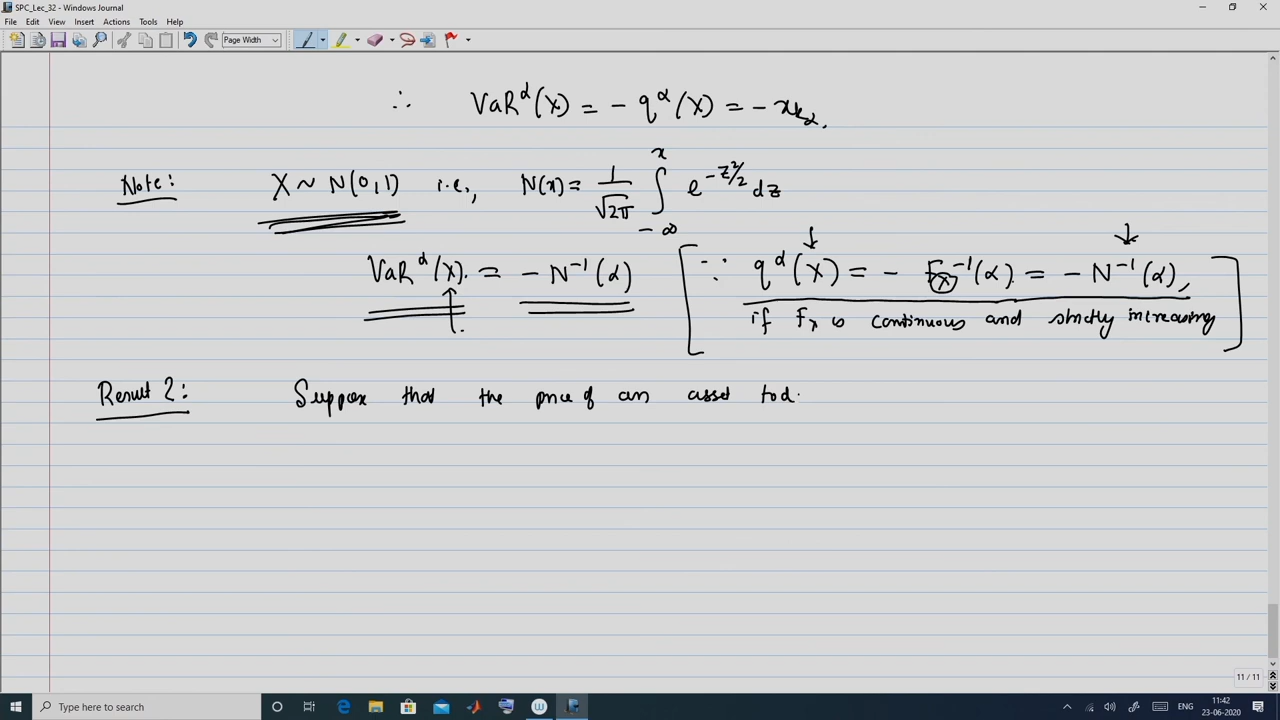 SPC_Lec_32 - Windows Journal
File Edit View Insert Actions Tools Help
Page Width
∴ VaR^α(X) = - q^α(X) = - x_{k_α}.
Note: X ~ N(0,1) i.e., N(x) = 1/√2π ∫_{-∞}^{x} e^{-z²/2} dz
VaR^α(X) = - N⁻¹(α) [ ∵ q^α(X) = - F_X⁻¹(α) = - N⁻¹(α),
if F_X is continuous and strictly increasing ]
Result 2: Suppose that the price of an asset tod
11 / 11
Type here to search
11:42
23-06-2020